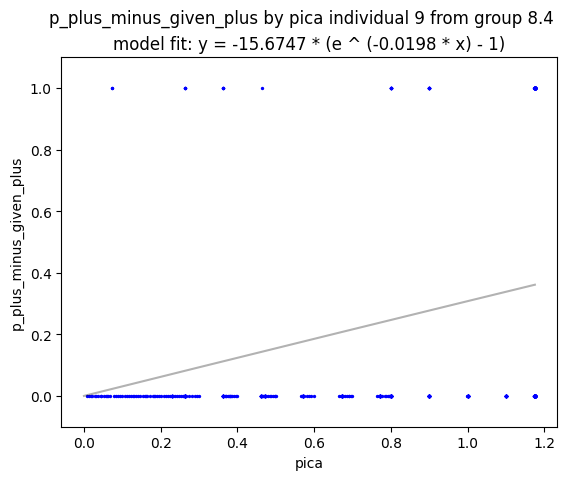 p_plus_minus_given_plus by pica individual 9 from group 8.4
model fit: y = -15.6747 * (e ^ (-0.0198 * x) - 1)
1.0
0.8
0.6
0.4
0.2
0.0
p_plus_minus_given_plus
0.0 0.2 0.4 0.6 0.8 1.0 1.2
pica